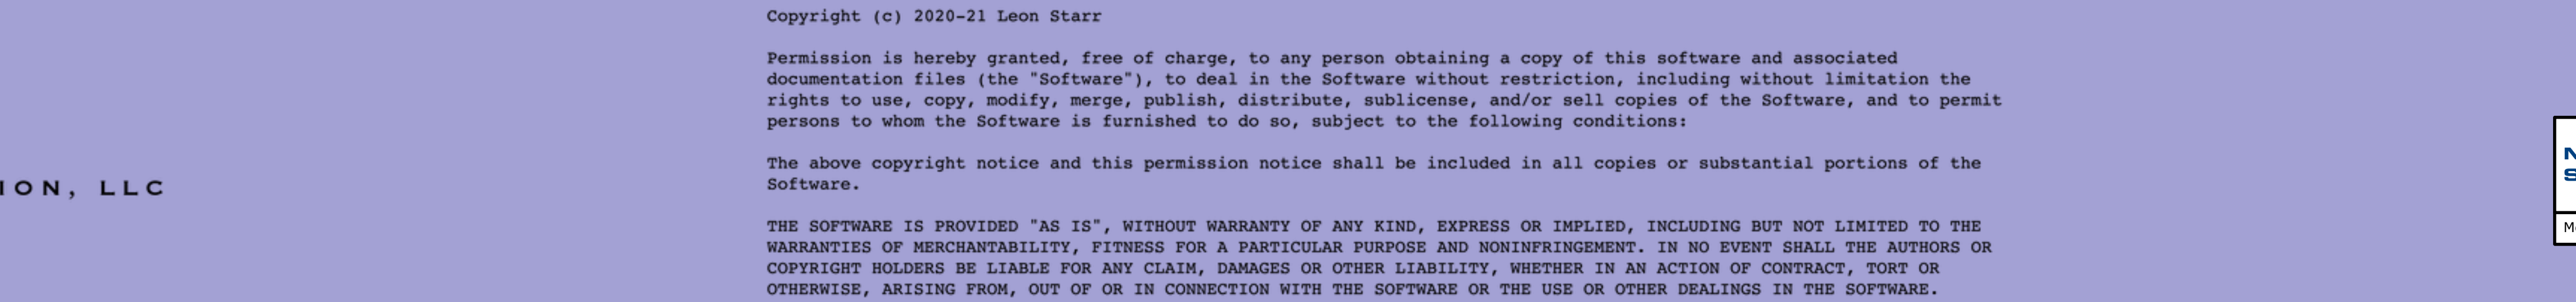 Copyright (c) 2020-21 Leon Starr
Permission is hereby granted, free of charge, to any person obtaining a copy of this software and associated
documentation files (the "Software"), to deal in the Software without restriction, including without limitation the
rights to use, copy, modify, merge, publish, distribute, sublicense, and/or sell copies of the Software, and to permit
persons to whom the Software is furnished to do so, subject to the following conditions:
The above copyright notice and this permission notice shall be included in all copies or substantial portions of the
Software.
THE SOFTWARE IS PROVIDED "AS IS", WITHOUT WARRANTY OF ANY KIND, EXPRESS OR IMPLIED, INCLUDING BUT NOT LIMITED TO THE
WARRANTIES OF MERCHANTABILITY, FITNESS FOR A PARTICULAR PURPOSE AND NONINFRINGEMENT. IN NO EVENT SHALL THE AUTHORS OR
COPYRIGHT HOLDERS BE LIABLE FOR ANY CLAIM, DAMAGES OR OTHER LIABILITY, WHETHER IN AN ACTION OF CONTRACT, TORT OR
OTHERWISE, ARISING FROM, OUT OF OR IN CONNECTION WITH THE SOFTWARE OR THE USE OR OTHER DEALINGS IN THE SOFTWARE.
ION, LLC